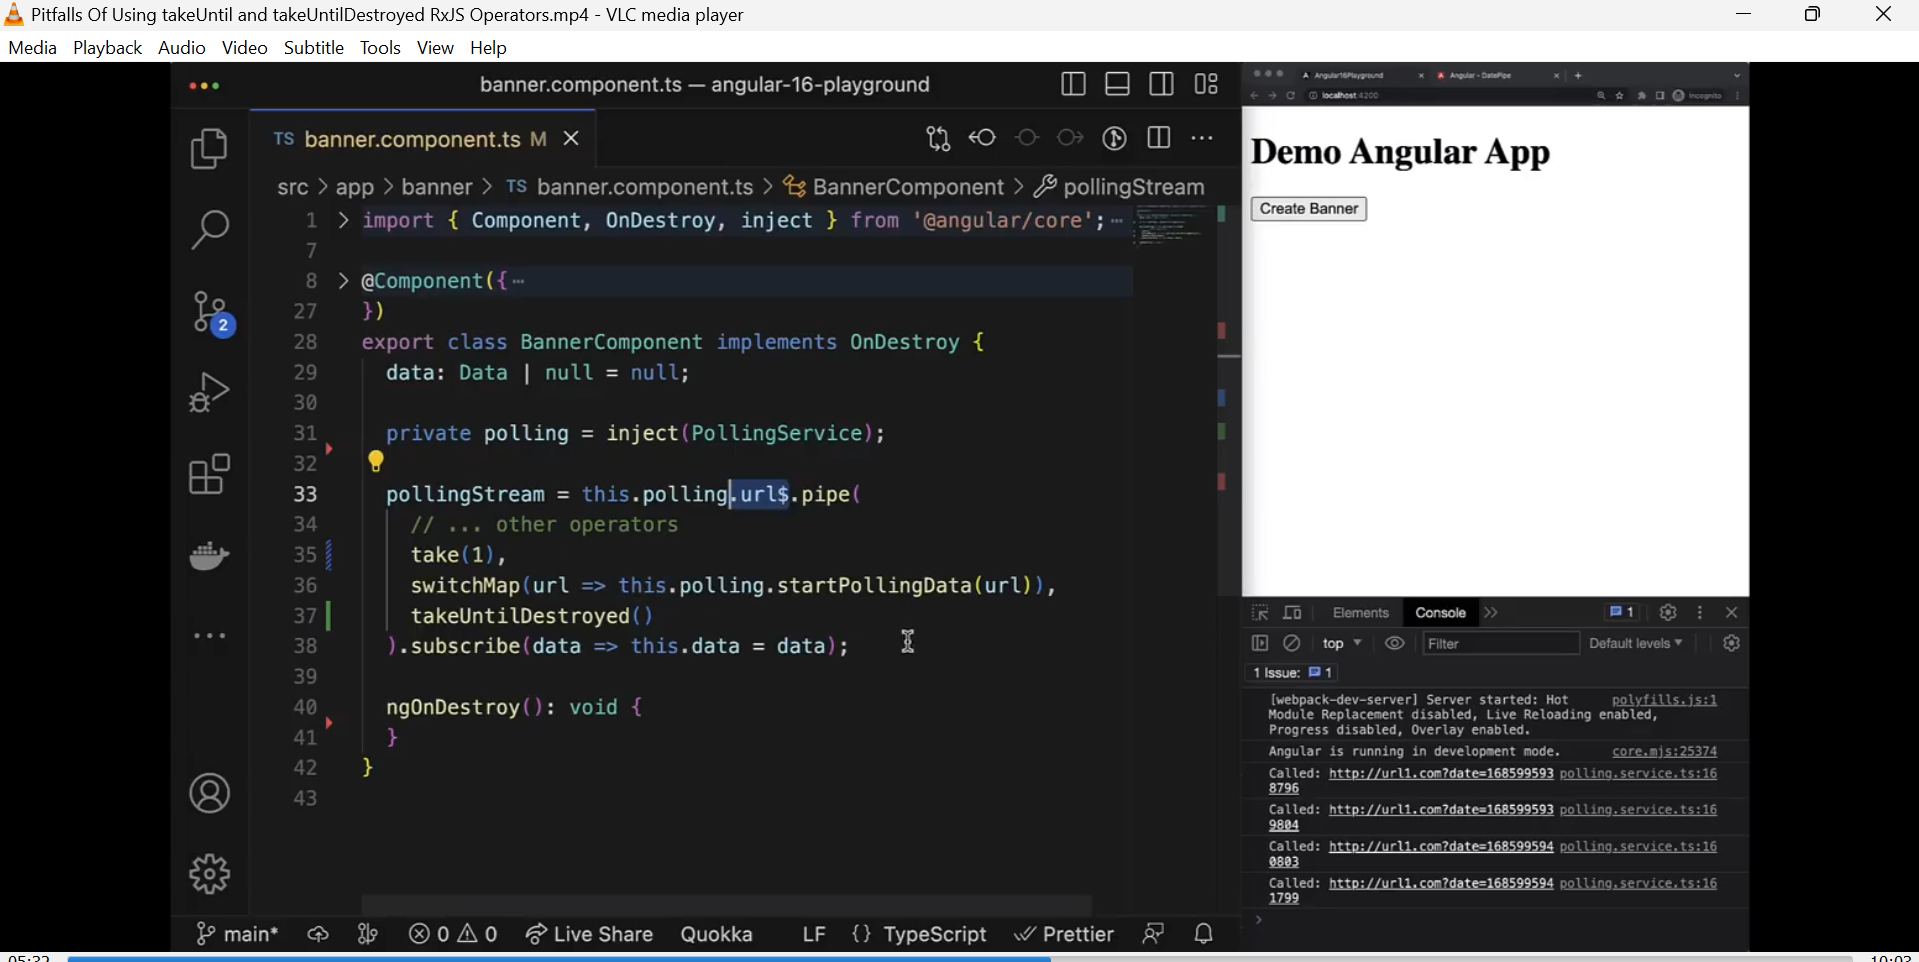 Pitfalls Of Using takeUntil and takeUntilDestroyed RxJS Operators.mp4 - VLC media player
Media Playback Audio Video Subtitle Tools View Help
banner.component.ts — angular-16-playground
TS banner.component.ts M
src > app > banner > TS banner.component.ts > BannerComponent > pollingStream
1 > import { Component, OnDestroy, inject } from '@angular/core';…
7
8 > @Component({…
27 })
28 export class BannerComponent implements OnDestroy {
29 data: Data | null = null;
30
31 private polling = inject(PollingService);
32
33 pollingStream = this.polling.url$.pipe(
34 // ... other operators
35 take(1),
36 switchMap(url => this.polling.startPollingData(url)),
37 takeUntilDestroyed()
38 ).subscribe(data => this.data = data);
39
40 ngOnDestroy(): void {
41 }
42 }
43
2
main* 0 0 Live Share Quokka LF {} TypeScript Prettier
Angular16Playground Angular - DatePipe
localhost:4200 Incognito
Demo Angular App
Create Banner
Elements Console 1
top Filter Default levels
1 Issue: 1
[webpack-dev-server] Server started: Hot polyfills.js:1
Module Replacement disabled, Live Reloading enabled,
Progress disabled, Overlay enabled.
Angular is running in development mode. core.mjs:25374
Called: http://url1.com?date=168599593 polling.service.ts:16
8796
Called: http://url1.com?date=168599593 polling.service.ts:16
9804
Called: http://url1.com?date=168599594 polling.service.ts:16
0803
Called: http://url1.com?date=168599594 polling.service.ts:16
1799
05:32 10:03